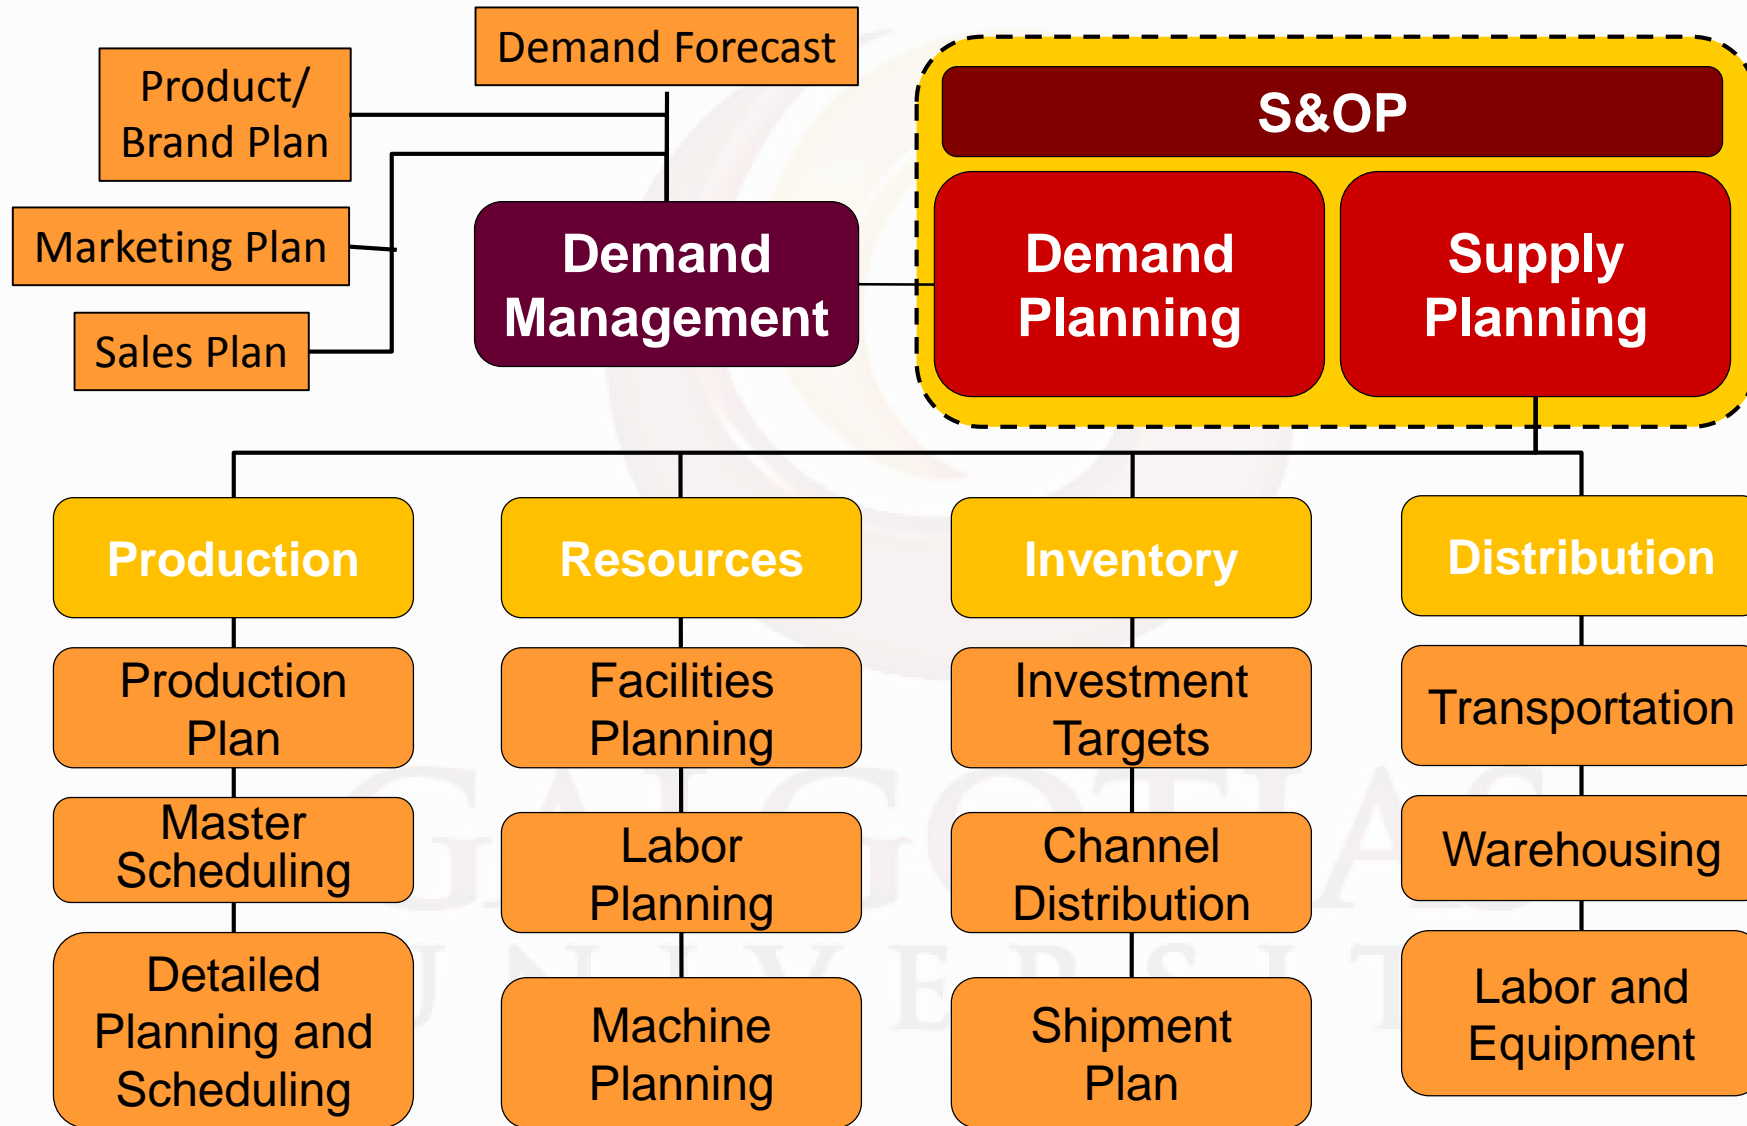 Demand Forecast
Product/
Brand Plan
Marketing Plan
Sales Plan
Demand
Management
S&OP
Demand
Planning
Supply
Planning
Production
Resources
Inventory
Distribution
Production
Plan
Master
Scheduling
Detailed
Planning and
Scheduling
Facilities
Planning
Labor
Planning
Machine
Planning
Investment
Targets
Channel
Distribution
Shipment
Plan
Transportation
Warehousing
Labor and
Equipment
GALGOTIAS